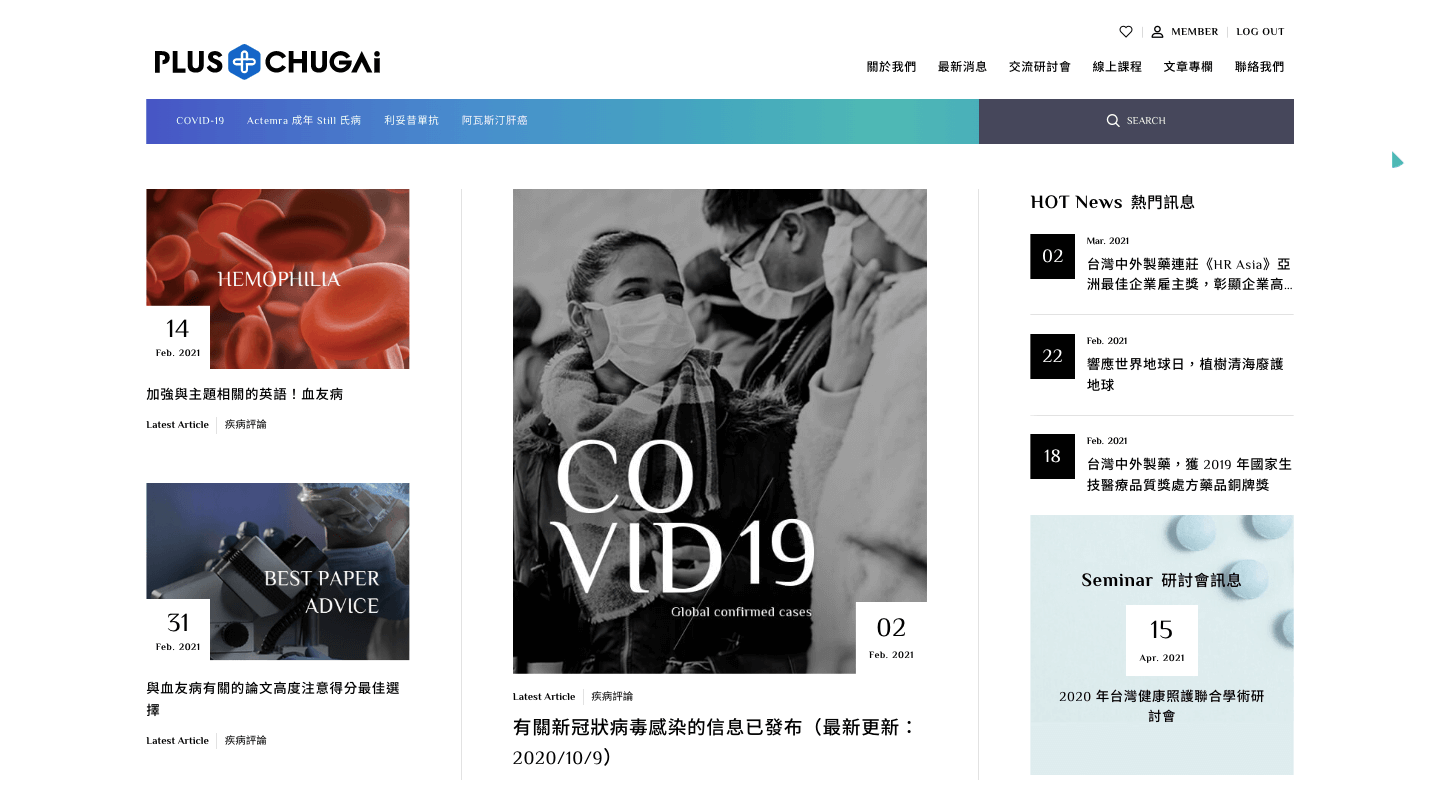 MEMBER
LOG OUT
PLUS CHUGAi
關於我們 最新消息 交流研討會 線上課程 文章專欄 聯絡我們
COVID-19 Actemra 成年 Still 氏病 利妥昔單抗 阿瓦斯汀肝癌
SEARCH
HEMOPHILIA
14
Feb. 2021
加強與主題相關的英語！血友病
Latest Article 疾病評論
BEST PAPER
ADVICE
31
Feb. 2021
與血友病有關的論文高度注意得分最佳選
擇
Latest Article 疾病評論
CO
VID19
Global confirmed cases
02
Feb. 2021
Latest Article 疾病評論
有關新冠狀病毒感染的信息已發布（最新更新：
2020/10/9）
HOT News 熱門訊息
02
Mar. 2021
台灣中外製藥連莊《HR Asia》亞
洲最佳企業雇主獎，彰顯企業高...
22
Feb. 2021
響應世界地球日，植樹清海廢護
地球
18
Feb. 2021
台灣中外製藥，獲 2019 年國家生
技醫療品質獎處方藥品銅牌獎
Seminar 研討會訊息
15
Apr. 2021
2020 年台灣健康照護聯合學術研
討會